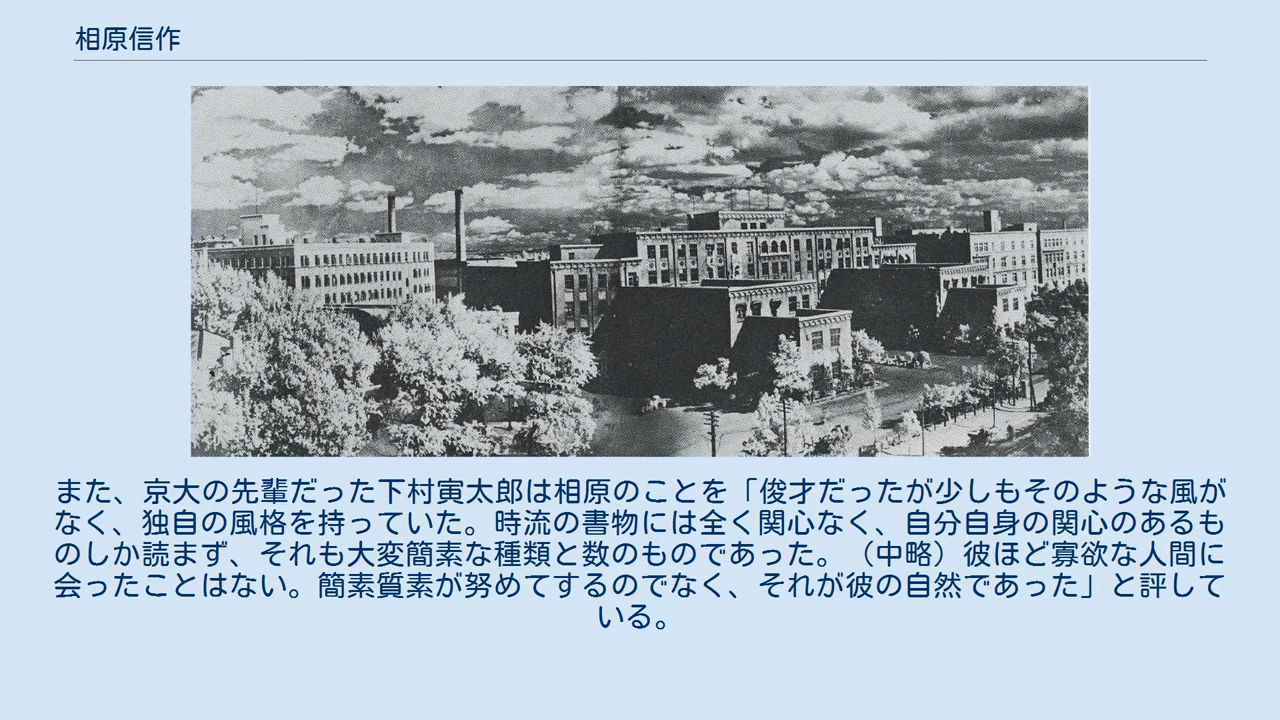 相原信作
また、京大の先輩だった下村寅太郎は相原のことを「俊才だったが少しもそのような風が
なく、独自の風格を持っていた。時流の書物には全く関心なく、自分自身の関心のあるも
のしか読まず、それも大変簡素な種類と数のものであった。（中略）彼ほど寡欲な人間に
会ったことはない。簡素質素が努めてするのでなく、それが彼の自然であった」と評して
いる。